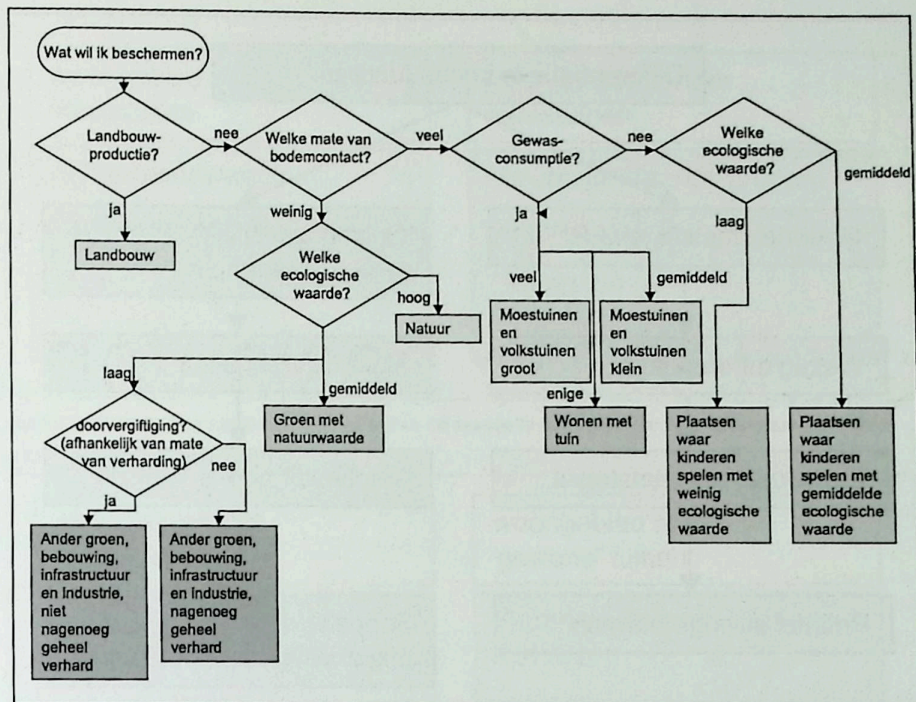 Wat wil ik beschermen?
Landbouw-
productie?
nee
Welke mate van
bodemcontact?
veel
Gewas-
consumptie?
nee
Welke
ecologische
waarde?
gemiddeld
ja
Landbouw
weinig
Welke
ecologische
waarde?
hoog
Natuur
ja
veel
gemiddeld
Moestuinen
en
volkstuinen
groot
Moestuinen
en
volkstuinen
klein
laag
laag
gemiddeld
enige
doorvergiftiging?
(afhankelijk van mate
van verharding)
Groen met
natuurwaarde
Wonen met
tuin
Plaatsen
waar
kinderen
spelen met
weinig
ecologische
waarde
Plaatsen
waar
kinderen
spelen met
gemiddelde
ecologische
waarde
ja
nee
Ander groen,
bebouwing,
infrastructuur
en industrie,
niet
nagenoeg
geheel
verhard
Ander groen,
bebouwing,
infrastructuur
en industrie,
nagenoeg
geheel
verhard